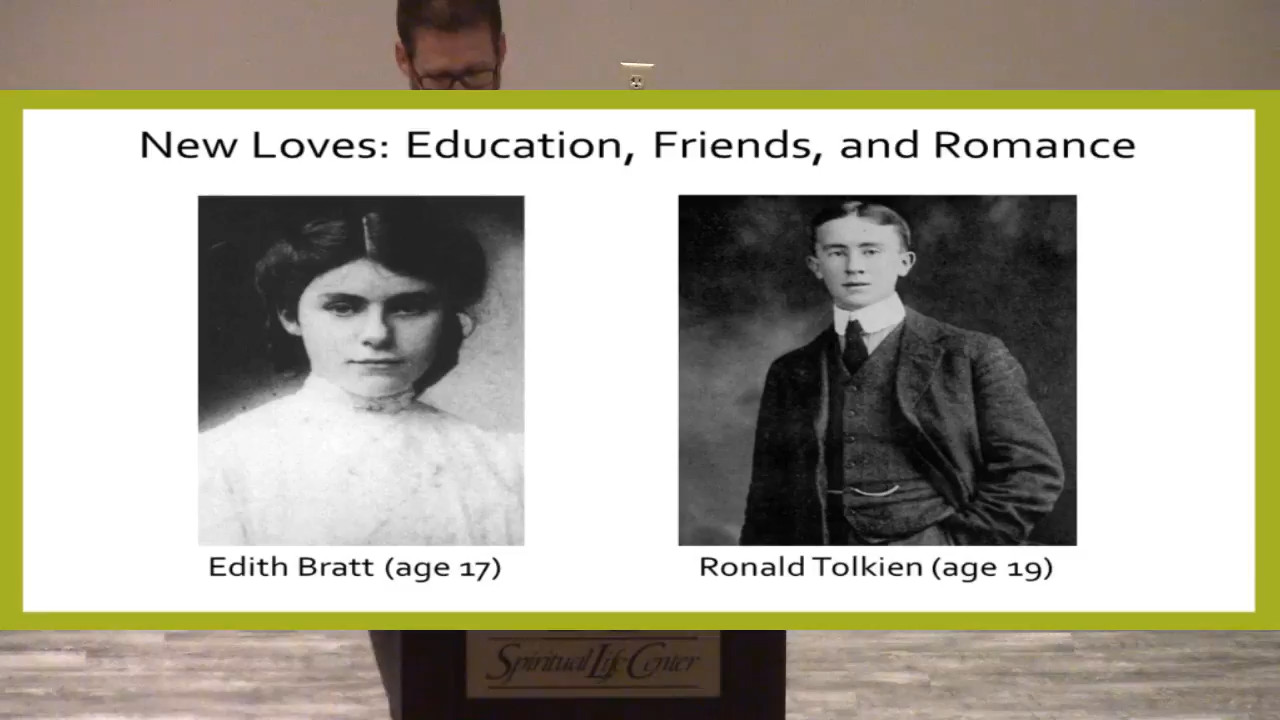 New Loves: Education, Friends, and Romance
Edith Bratt (age 17)
Ronald Tolkien (age 19)
Spiritual Life Center